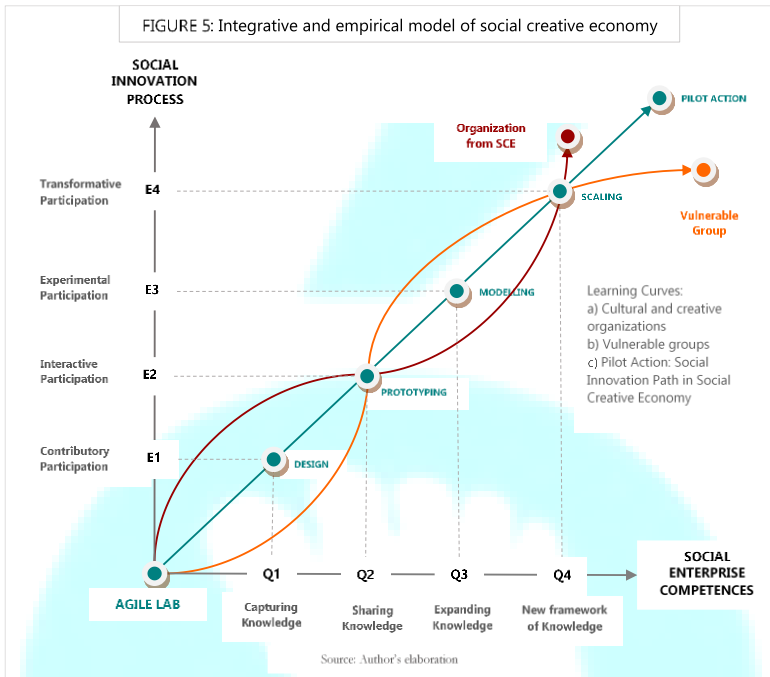 FIGURE 5: Integrative and empirical model of social creative economy
SOCIAL
INNOVATION
PROCESS
PILOT ACTION
Organization
from SCE
Transformative
Participation
E4
SCALING
Vulnerable
Group
Experimental
Participation
E3
MODELLING
Learning Curves:
a) Cultural and creative
organizations
b) Vulnerable groups
c) Pilot Action: Social
Innovation Path in Social
Creative Economy
Interactive
Participation
E2
PROTOTYPING
Contributory
Participation
E1
DESIGN
AGILE LAB
Q1
Q2
Q3
Q4
SOCIAL
ENTERPRISE
COMPETENCES
Capturing
Knowledge
Sharing
Knowledge
Expanding
Knowledge
New framework
of Knowledge
Source: Author's elaboration